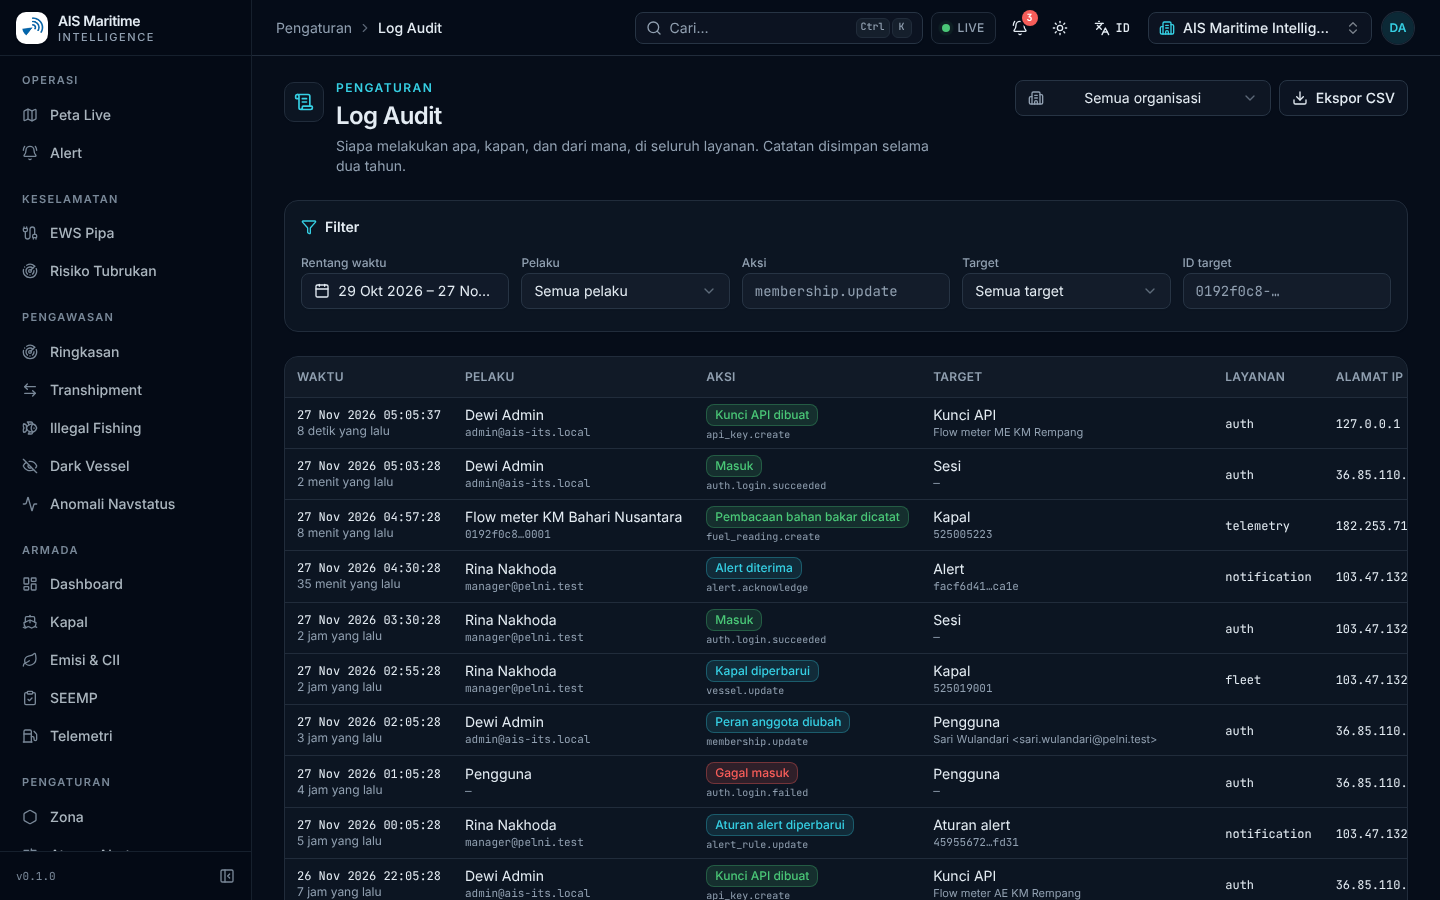 AIS Maritime
INTELLIGENCE
Pengaturan > Log Audit
Cari...
Ctrl K
LIVE
3
ID
AIS Maritime Intellig...
DA
OPERASI
Peta Live
Alert
KESELAMATAN
EWS Pipa
Risiko Tubrukan
PENGAWASAN
Ringkasan
Transhipment
Illegal Fishing
Dark Vessel
Anomali Navstatus
ARMADA
Dashboard
Kapal
Emisi & CII
SEEMP
Telemetri
PENGATURAN
Zona
v0.1.0
PENGATURAN
Log Audit
Siapa melakukan apa, kapan, dan dari mana, di seluruh layanan. Catatan disimpan selama
dua tahun.
Semua organisasi
Ekspor CSV
Filter
Rentang waktu Pelaku Aksi Target ID target
29 Okt 2026 – 27 No... Semua pelaku membership.update Semua target 0192f0c8-…
WAKTU PELAKU AKSI TARGET LAYANAN ALAMAT IP
27 Nov 2026 05:05:37 Dewi Admin Kunci API dibuat Kunci API auth 127.0.0.1
8 detik yang lalu admin@ais-its.local api_key.create Flow meter ME KM Rempang
27 Nov 2026 05:03:28 Dewi Admin Masuk Sesi auth 36.85.110.
2 menit yang lalu admin@ais-its.local auth.login.succeeded –
27 Nov 2026 04:57:28 Flow meter KM Bahari Nusantara Pembacaan bahan bakar dicatat Kapal telemetry 182.253.71
8 menit yang lalu 0192f0c8…0001 fuel_reading.create 525005223
27 Nov 2026 04:30:28 Rina Nakhoda Alert diterima Alert notification 103.47.132
35 menit yang lalu manager@pelni.test alert.acknowledge facf6d41…ca1e
27 Nov 2026 03:30:28 Rina Nakhoda Masuk Sesi auth 103.47.132
2 jam yang lalu manager@pelni.test auth.login.succeeded –
27 Nov 2026 02:55:28 Rina Nakhoda Kapal diperbarui Kapal fleet 103.47.132
2 jam yang lalu manager@pelni.test vessel.update 525019001
27 Nov 2026 02:05:28 Dewi Admin Peran anggota diubah Pengguna auth 36.85.110.
3 jam yang lalu admin@ais-its.local membership.update Sari Wulandari <sari.wulandari@pelni.test>
27 Nov 2026 01:05:28 Pengguna Gagal masuk Pengguna auth 36.85.110.
4 jam yang lalu – auth.login.failed –
27 Nov 2026 00:05:28 Rina Nakhoda Aturan alert diperbarui Aturan alert notification 103.47.132
5 jam yang lalu manager@pelni.test alert_rule.update 45955672…fd31
26 Nov 2026 22:05:28 Dewi Admin Kunci API dibuat Kunci API auth 36.85.110.
7 jam yang lalu admin@ais-its.local api_key.create Flow meter AE KM Rempang